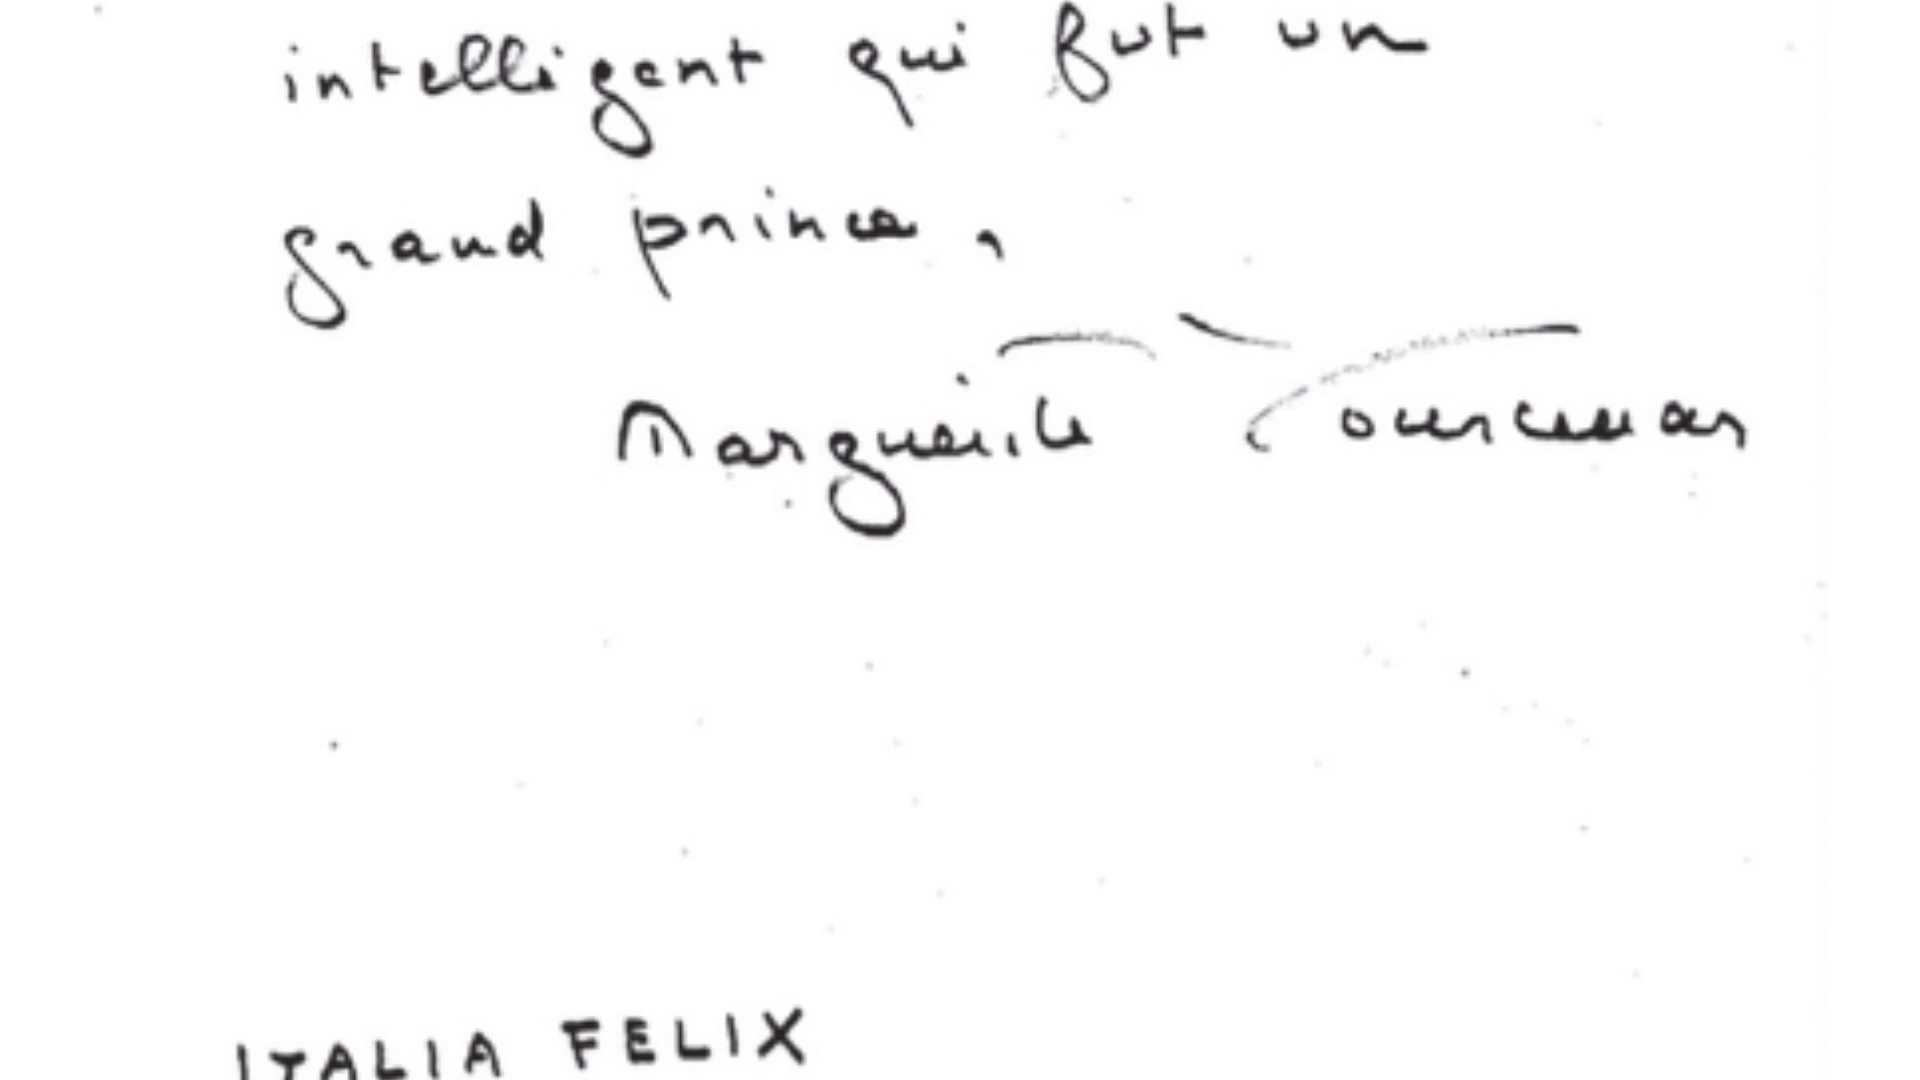 intelligent qui fut un
grand prince,
Marguerite Yourcenar
ITALIA FELIX